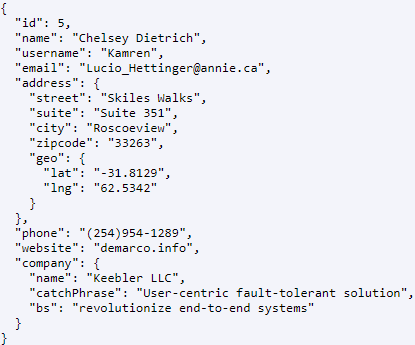 {
  "id": 5,
  "name": "Chelsey Dietrich",
  "username": "Kamren",
  "email": "Lucio_Hettinger@annie.ca",
  "address": {
    "street": "Skiles Walks",
    "suite": "Suite 351",
    "city": "Roscoeview",
    "zipcode": "33263",
    "geo": {
      "lat": "-31.8129",
      "lng": "62.5342"
    }
  },
  "phone": "(254)954-1289",
  "website": "demarco.info",
  "company": {
    "name": "Keebler LLC",
    "catchPhrase": "User-centric fault-tolerant solution",
    "bs": "revolutionize end-to-end systems"
  }
}